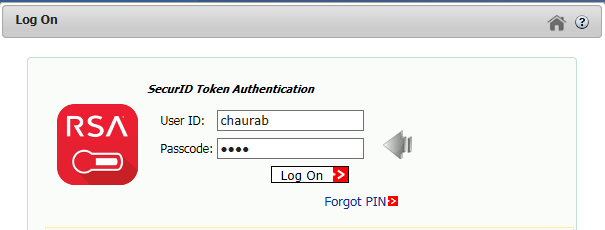 Log On
?
SecurID Token Authentication
RSA
User ID: chaurab
Passcode: ••••
Log On
Forgot PIN